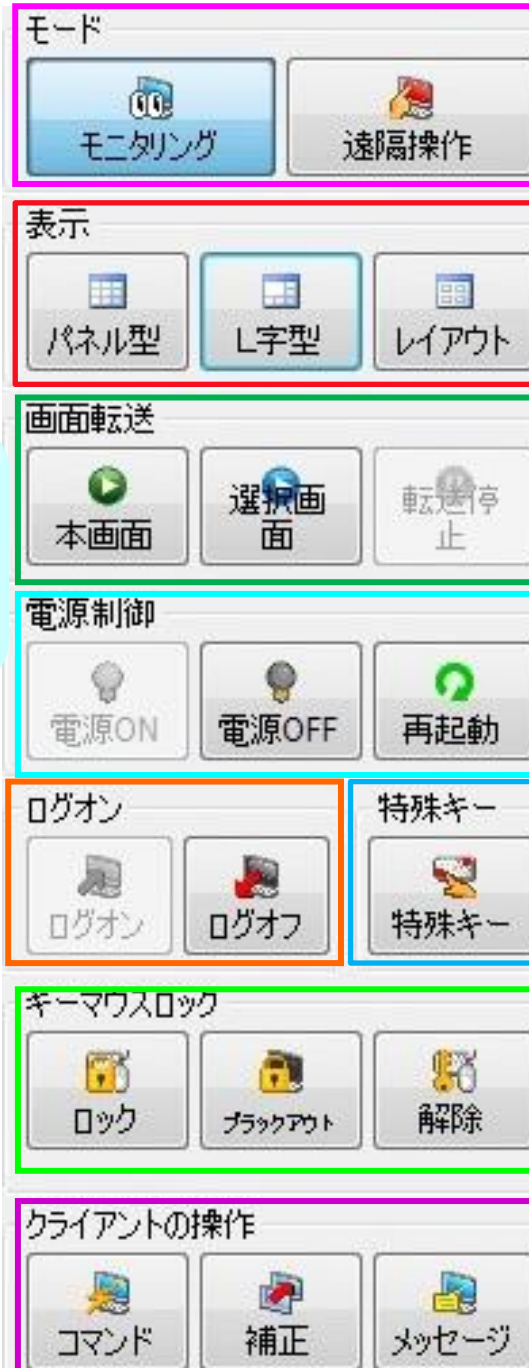 モード
モニタリング 遠隔操作
表示
パネル型 L字型 レイアウト
画面転送
本画面 選択画面 転送停止
電源制御
電源ON 電源OFF 再起動
ログオン 特殊キー
ログオン ログオフ 特殊キー
キーマウスロック
ロック ブラックアウト 解除
クライアントの操作
コマンド 補正 メッセージ